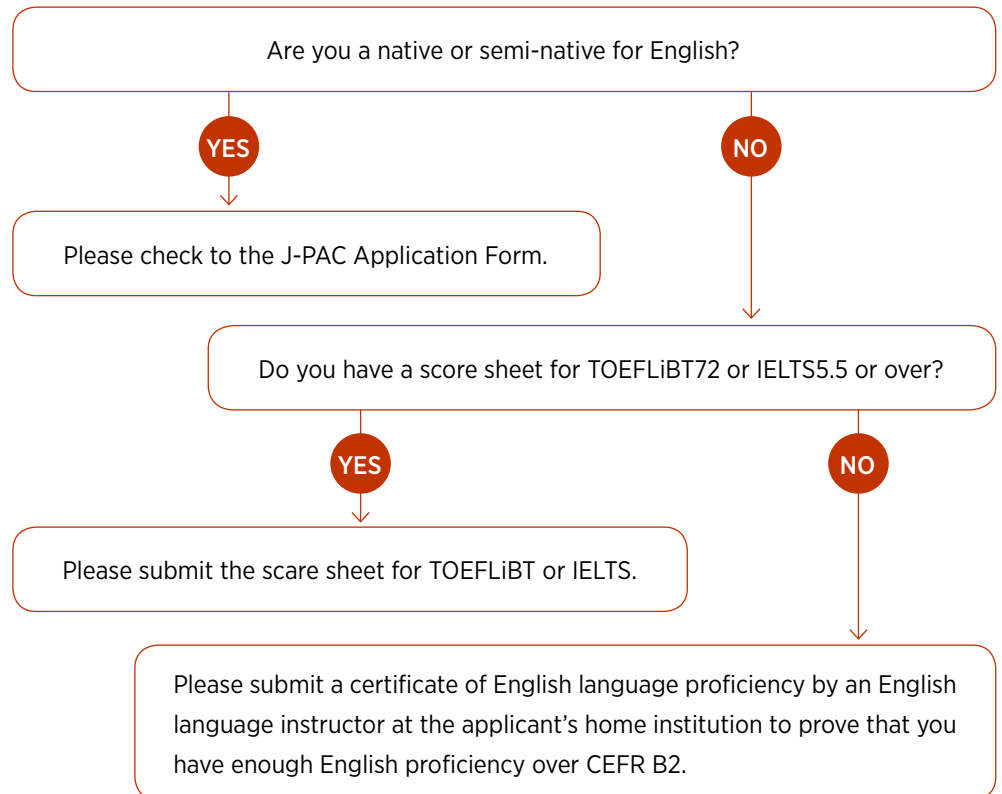 Are you a native or semi-native for English?
YES
NO
Please check to the J-PAC Application Form.
Do you have a score sheet for TOEFLiBT72 or IELTS5.5 or over?
YES
NO
Please submit the scare sheet for TOEFLiBT or IELTS.
Please submit a certificate of English language proficiency by an English
language instructor at the applicant’s home institution to prove that you
have enough English proficiency over CEFR B2.